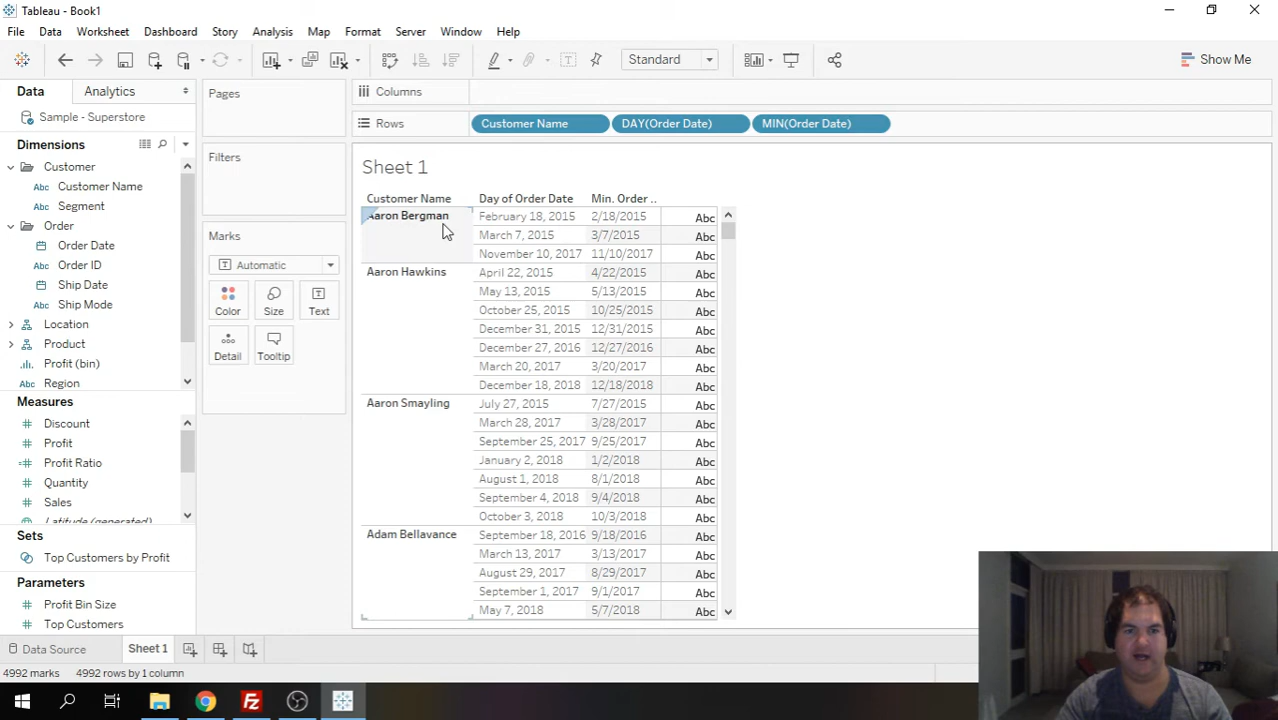 Tableau - Book1
File Data Worksheet Dashboard Story Analysis Map Format Server Window Help
Standard
Show Me
Data Analytics
Sample - Superstore
Dimensions
Customer
Abc Customer Name
Abc Segment
Order
Order Date
Abc Order ID
Ship Date
Abc Ship Mode
Location
Product
Profit (bin)
Abc Region
Measures
Discount
Profit
Profit Ratio
Quantity
Sales
Latitude (generated)
Sets
Top Customers by Profit
Parameters
Profit Bin Size
Top Customers
Pages
Filters
Marks
Automatic
Color Size Text
Detail Tooltip
Columns
Rows Customer Name DAY(Order Date) MIN(Order Date)
Sheet 1
Customer Name Day of Order Date Min. Order ..
Aaron Bergman February 18, 2015 2/18/2015 Abc
March 7, 2015 3/7/2015 Abc
November 10, 2017 11/10/2017 Abc
Aaron Hawkins April 22, 2015 4/22/2015 Abc
May 13, 2015 5/13/2015 Abc
October 25, 2015 10/25/2015 Abc
December 31, 2015 12/31/2015 Abc
December 27, 2016 12/27/2016 Abc
March 20, 2017 3/20/2017 Abc
December 18, 2018 12/18/2018 Abc
Aaron Smayling July 27, 2015 7/27/2015 Abc
March 28, 2017 3/28/2017 Abc
September 25, 2017 9/25/2017 Abc
January 2, 2018 1/2/2018 Abc
August 1, 2018 8/1/2018 Abc
September 4, 2018 9/4/2018 Abc
October 3, 2018 10/3/2018 Abc
Adam Bellavance September 18, 2016 9/18/2016 Abc
March 13, 2017 3/13/2017 Abc
August 29, 2017 8/29/2017 Abc
September 1, 2017 9/1/2017 Abc
May 7, 2018 5/7/2018 Abc
Data Source Sheet 1
4992 marks 4992 rows by 1 column